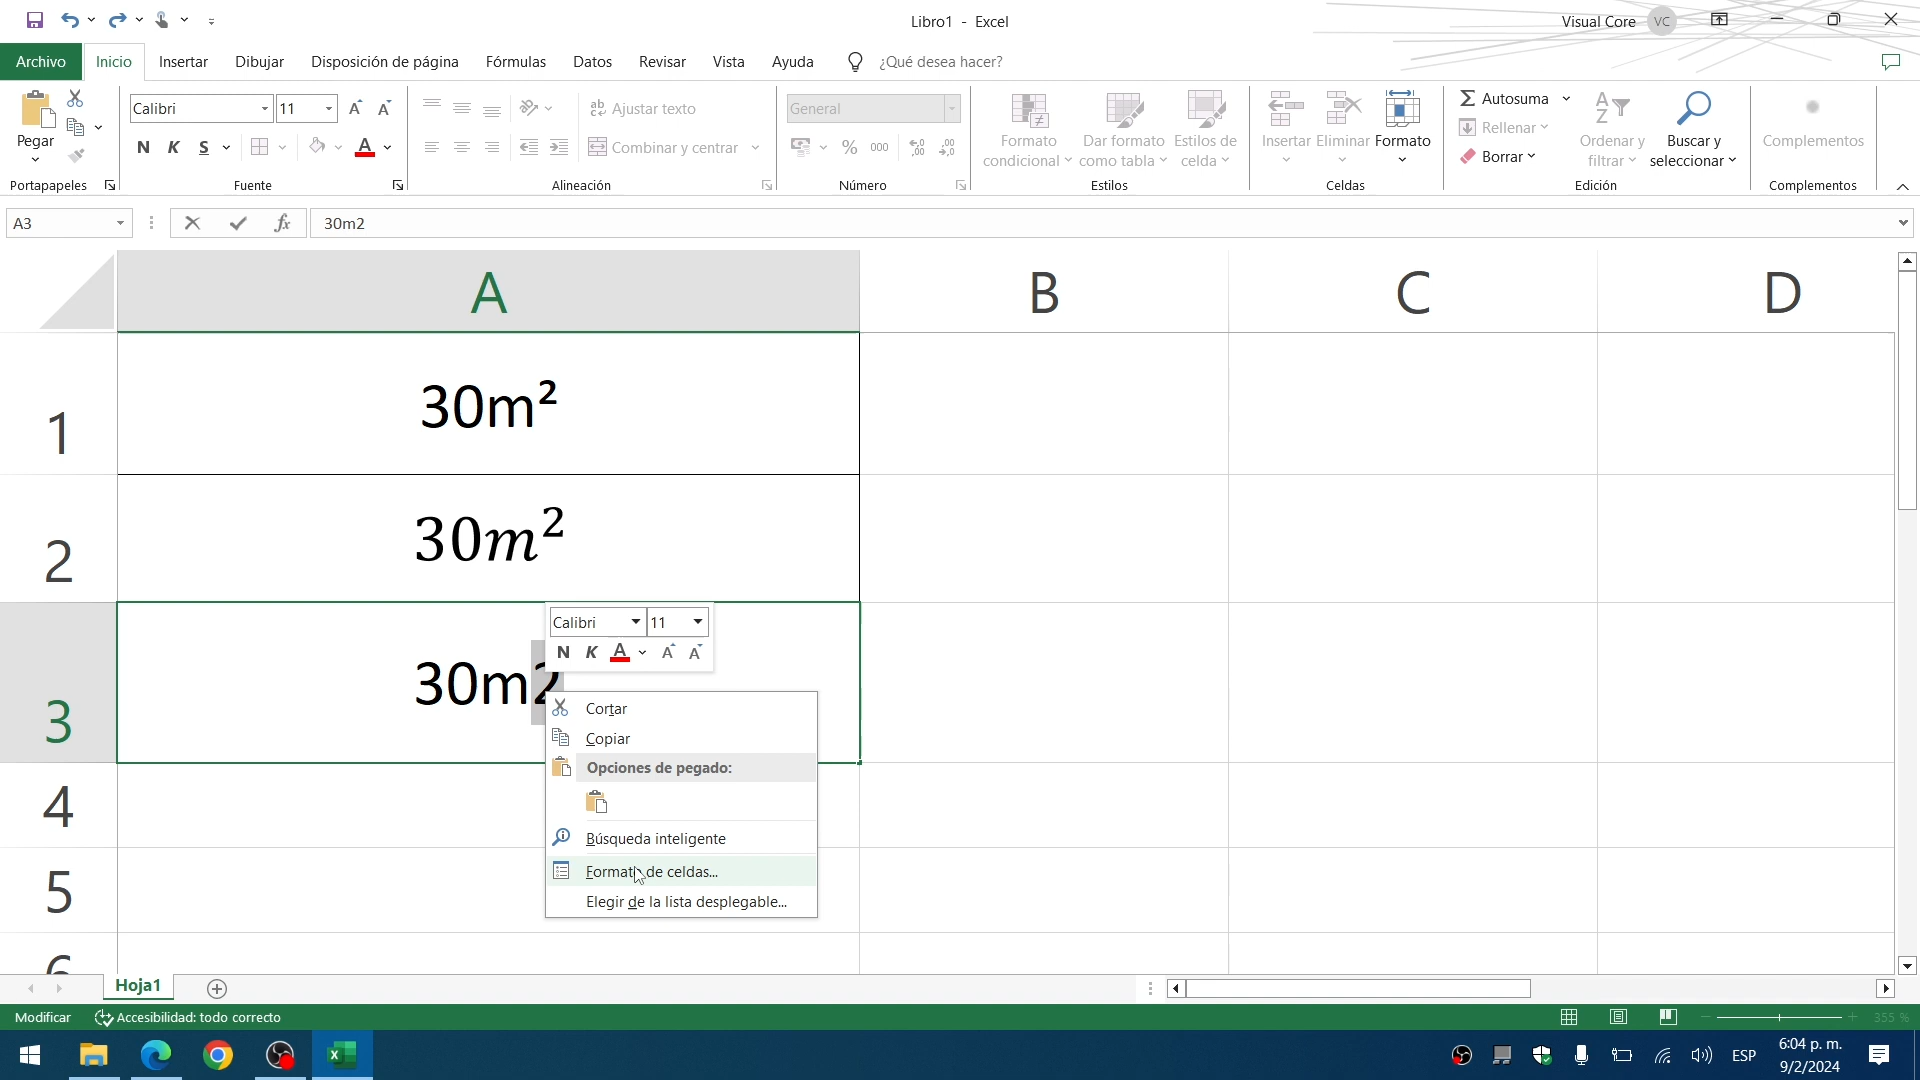 Libro1 - Excel
Visual Core VC
Archivo Inicio Insertar Dibujar Disposición de página Fórmulas Datos Revisar Vista Ayuda ¿Qué desea hacer?
Pegar
Portapapeles
Calibri 11
N K S A
Fuente
Ajustar texto
Combinar y centrar
Alineación
General
% 000
Número
Formato condicional
Dar formato como tabla
Estilos de celda
Estilos
Insertar Eliminar Formato
Celdas
Autosuma
Rellenar
Borrar
Ordenar y filtrar
Buscar y seleccionar
Edición
Complementos
Complementos
A3 fx 30m2
A B C D
1 30m²
2 30m²
3 30m2
4
5
6
Calibri 11
N K A A A
Cortar
Copiar
Opciones de pegado:
Búsqueda inteligente
Formato de celdas...
Elegir de la lista desplegable...
Hoja1
Modificar Accesibilidad: todo correcto 355 %
ESP 6:04 p. m.
9/2/2024